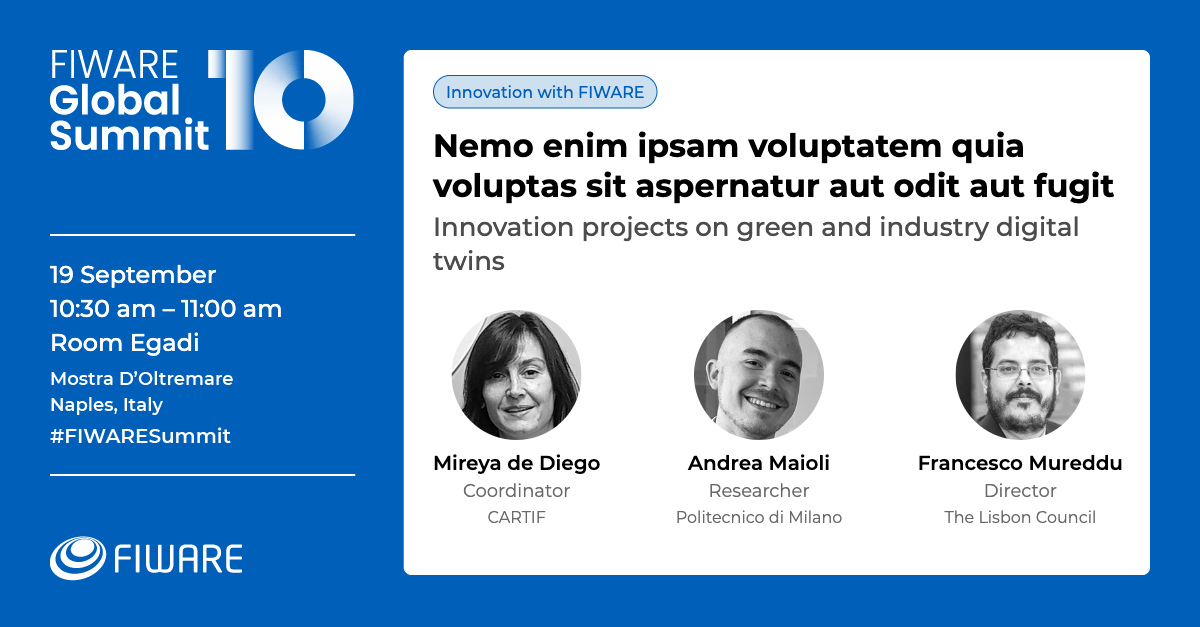 FIWARE
Global
Summit
10
19 September
10:30 am – 11:00 am
Room Egadi
Mostra D’Oltremare
Naples, Italy
#FIWARESummit
FIWARE
Innovation with FIWARE
Nemo enim ipsam voluptatem quia
voluptas sit aspernatur aut odit aut fugit
Innovation projects on green and industry digital
twins
Mireya de Diego
Coordinator
CARTIF
Andrea Maioli
Researcher
Politecnico di Milano
Francesco Mureddu
Director
The Lisbon Council